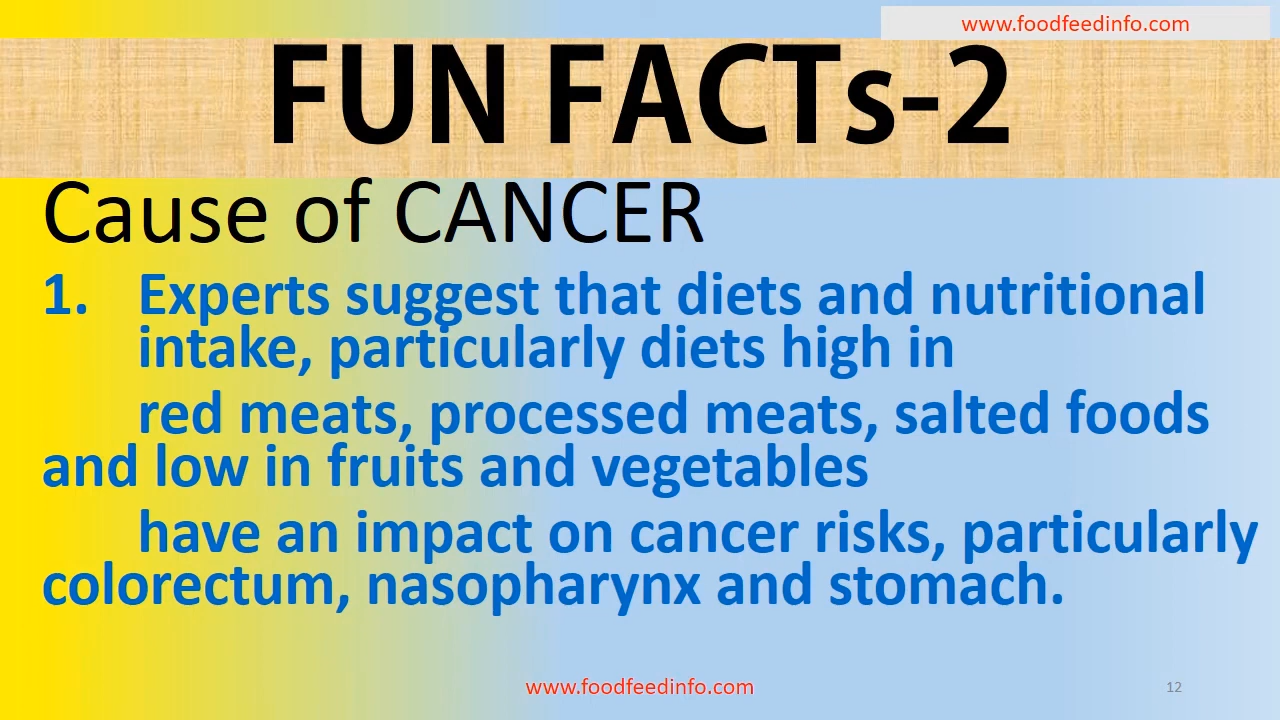 www.foodfeedinfo.com
FUN FACTs-2
Cause of CANCER
1. Experts suggest that diets and nutritional
intake, particularly diets high in
red meats, processed meats, salted foods
and low in fruits and vegetables
have an impact on cancer risks, particularly
colorectum, nasopharynx and stomach.
www.foodfeedinfo.com
12